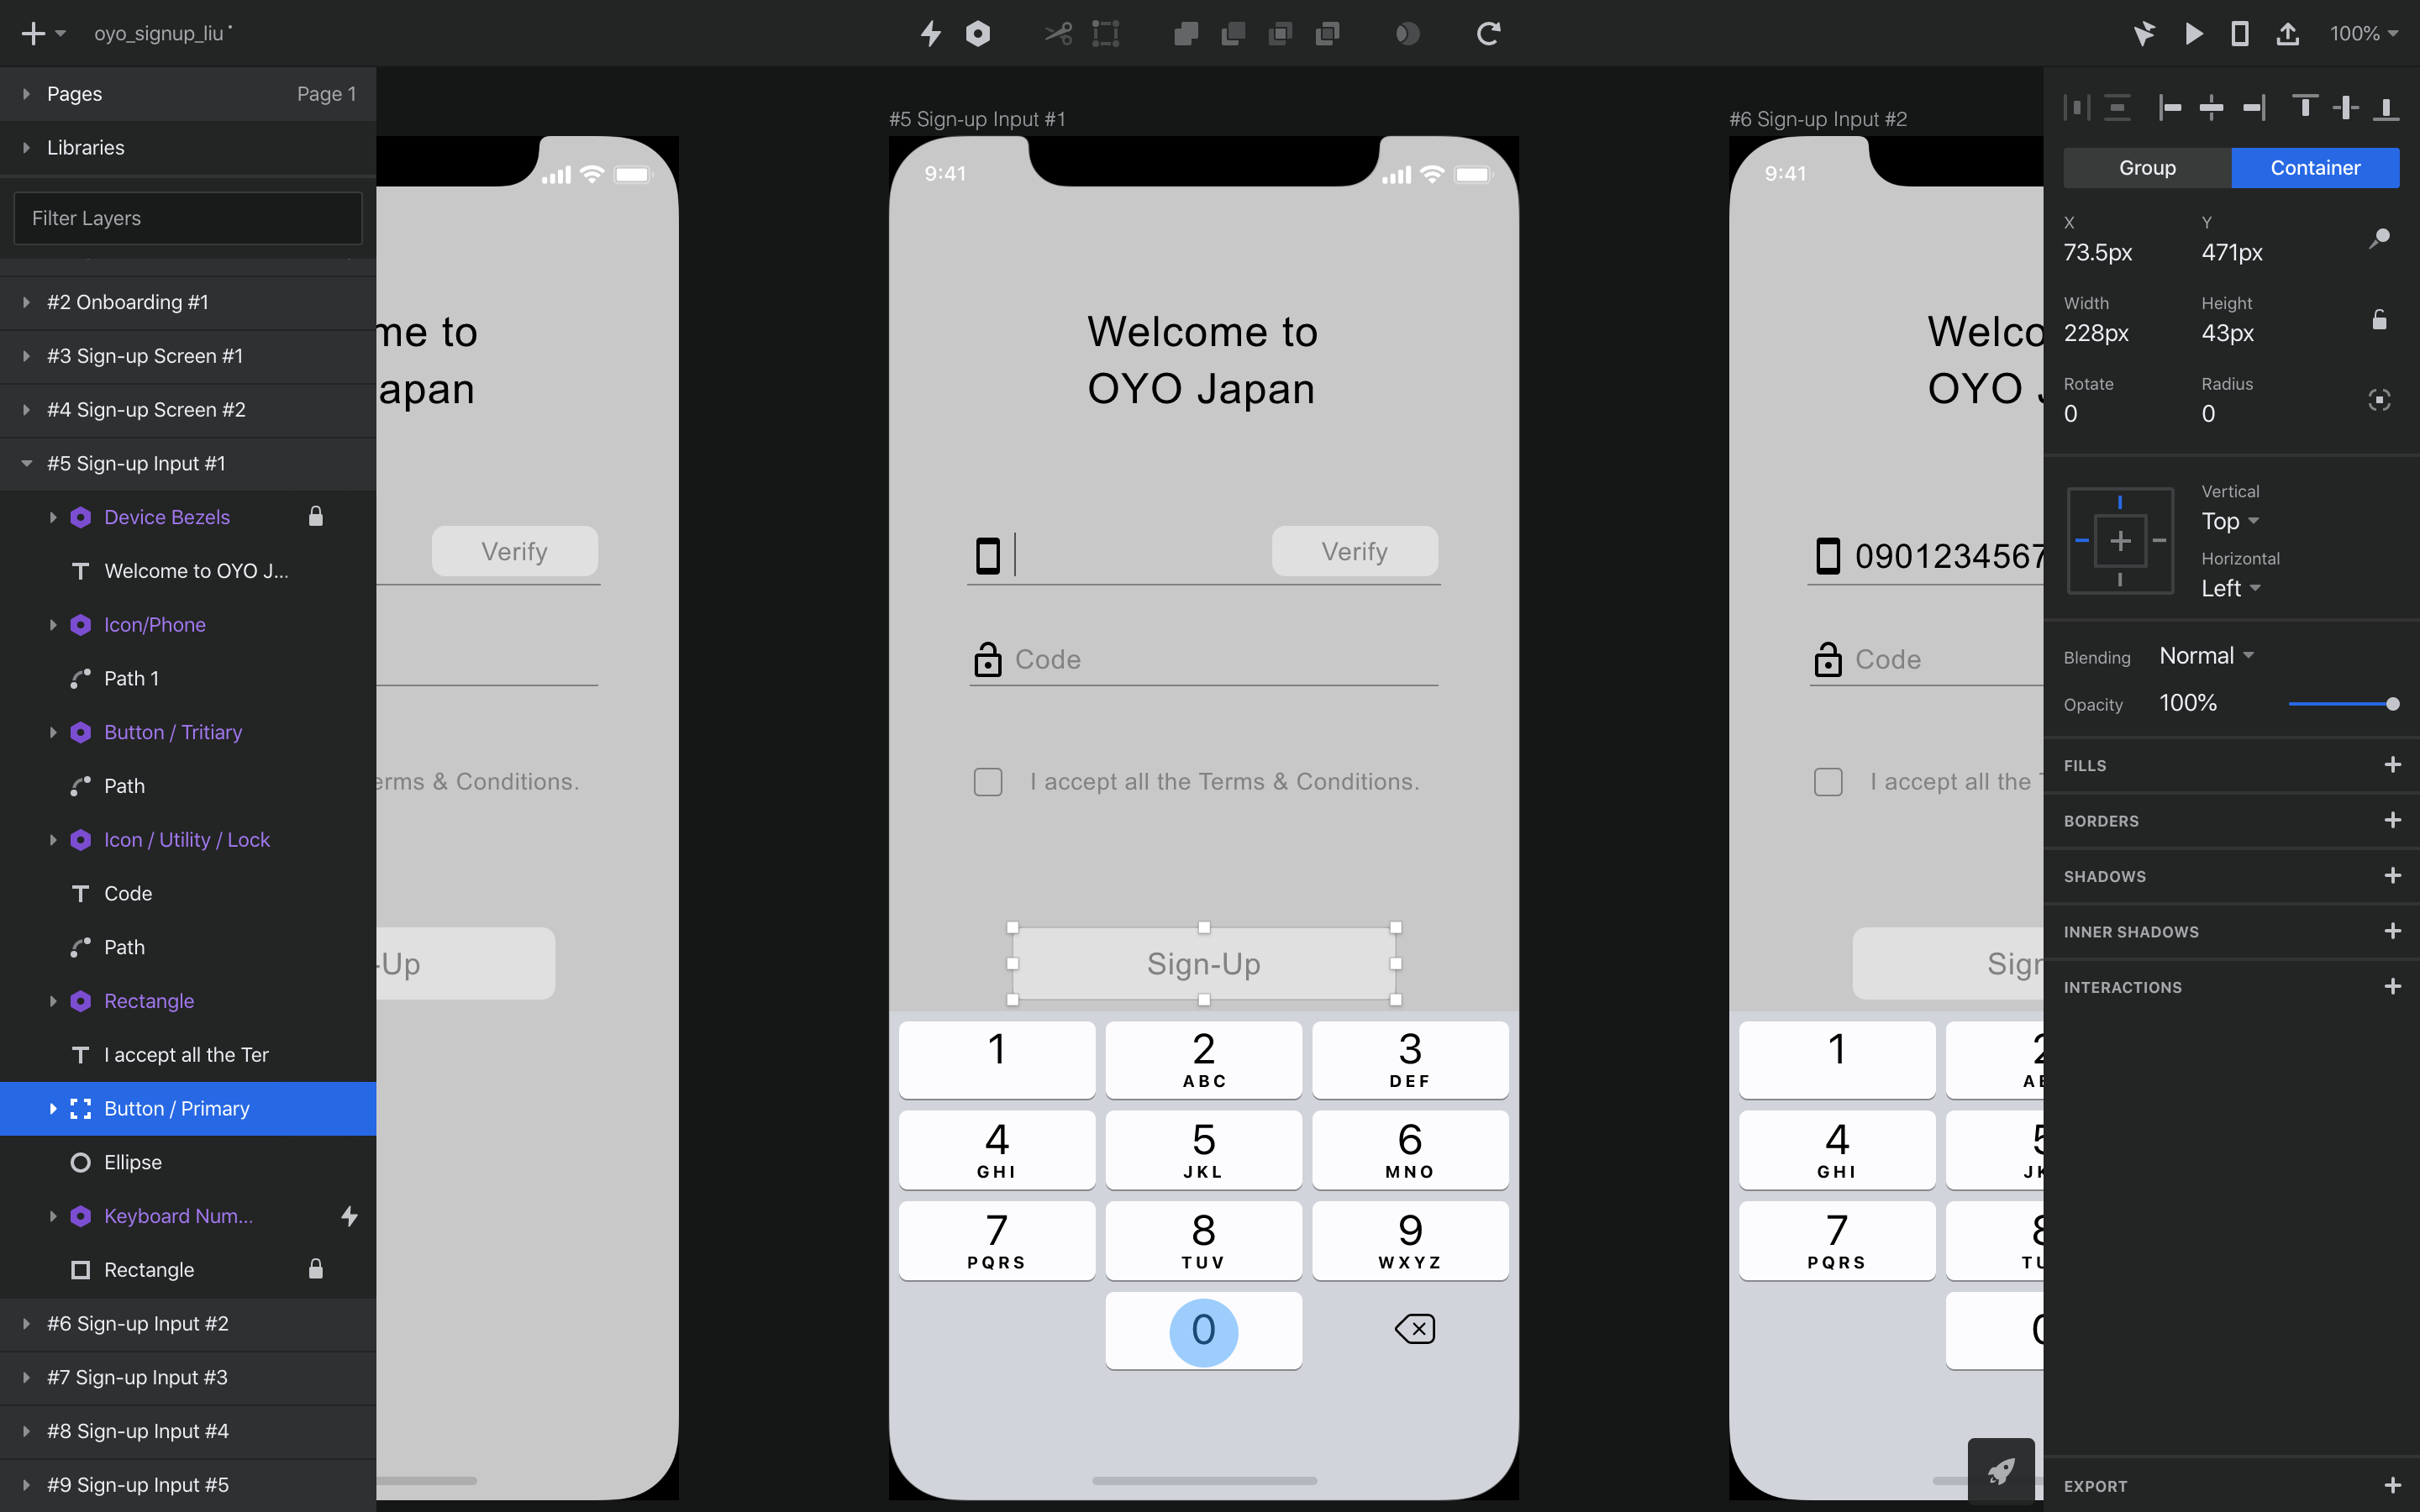 oyo_signup_liu
100%
Pages
Page 1
Libraries
Filter Layers
#2 Onboarding #1
#3 Sign-up Screen #1
#4 Sign-up Screen #2
#5 Sign-up Input #1
Device Bezels
Welcome to OYO J...
Icon/Phone
Path 1
Button / Tritiary
Path
Icon / Utility / Lock
Code
Path
Rectangle
I accept all the Ter
Button / Primary
Ellipse
Keyboard Num...
Rectangle
#6 Sign-up Input #2
#7 Sign-up Input #3
#8 Sign-up Input #4
#9 Sign-up Input #5
me to
apan
Verify
erms & Conditions.
-Up
#5 Sign-up Input #1
9:41
Welcome to
OYO Japan
Verify
Code
I accept all the Terms & Conditions.
Sign-Up
1
2
ABC
3
DEF
4
GHI
5
JKL
6
MNO
7
PQRS
8
TUV
9
WXYZ
0
#6 Sign-up Input #2
9:41
Welco
OYO J
0901234567
Code
I accept all the T
Sign
1
2
AB
4
GHI
5
JK
7
PQRS
8
TU
0
Group
Container
X
Y
73.5px
471px
Width
Height
228px
43px
Rotate
Radius
0
0
Vertical
Top
Horizontal
Left
Blending
Normal
Opacity
100%
FILLS
BORDERS
SHADOWS
INNER SHADOWS
INTERACTIONS
EXPORT